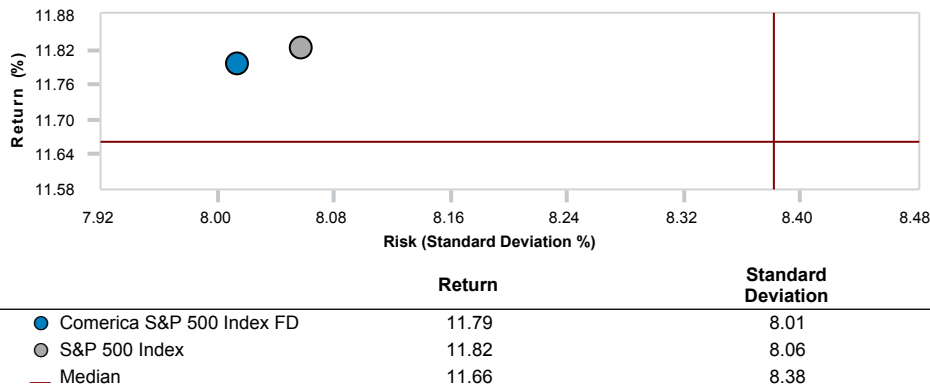 11.88
11.82
11.76
11.70
11.64
11.58
Return (%)
7.92 8.00 8.08 8.16 8.24 8.32 8.40 8.48
Risk (Standard Deviation %)
Return Standard Deviation
Comerica S&P 500 Index FD 11.79 8.01
S&P 500 Index 11.82 8.06
Median 11.66 8.38